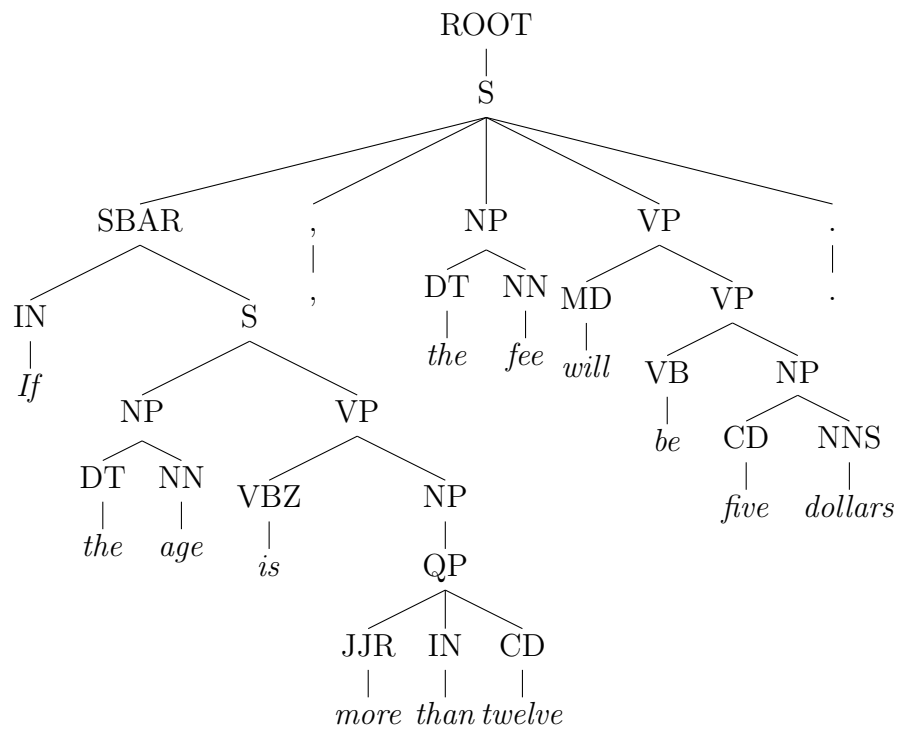 ROOT
S
SBAR , NP VP .
IN S , DT NN MD VP .
If the fee will
NP VP VB NP
be CD NNS
DT NN VBZ NP five dollars
the age is
QP
JJR IN CD
more than twelve